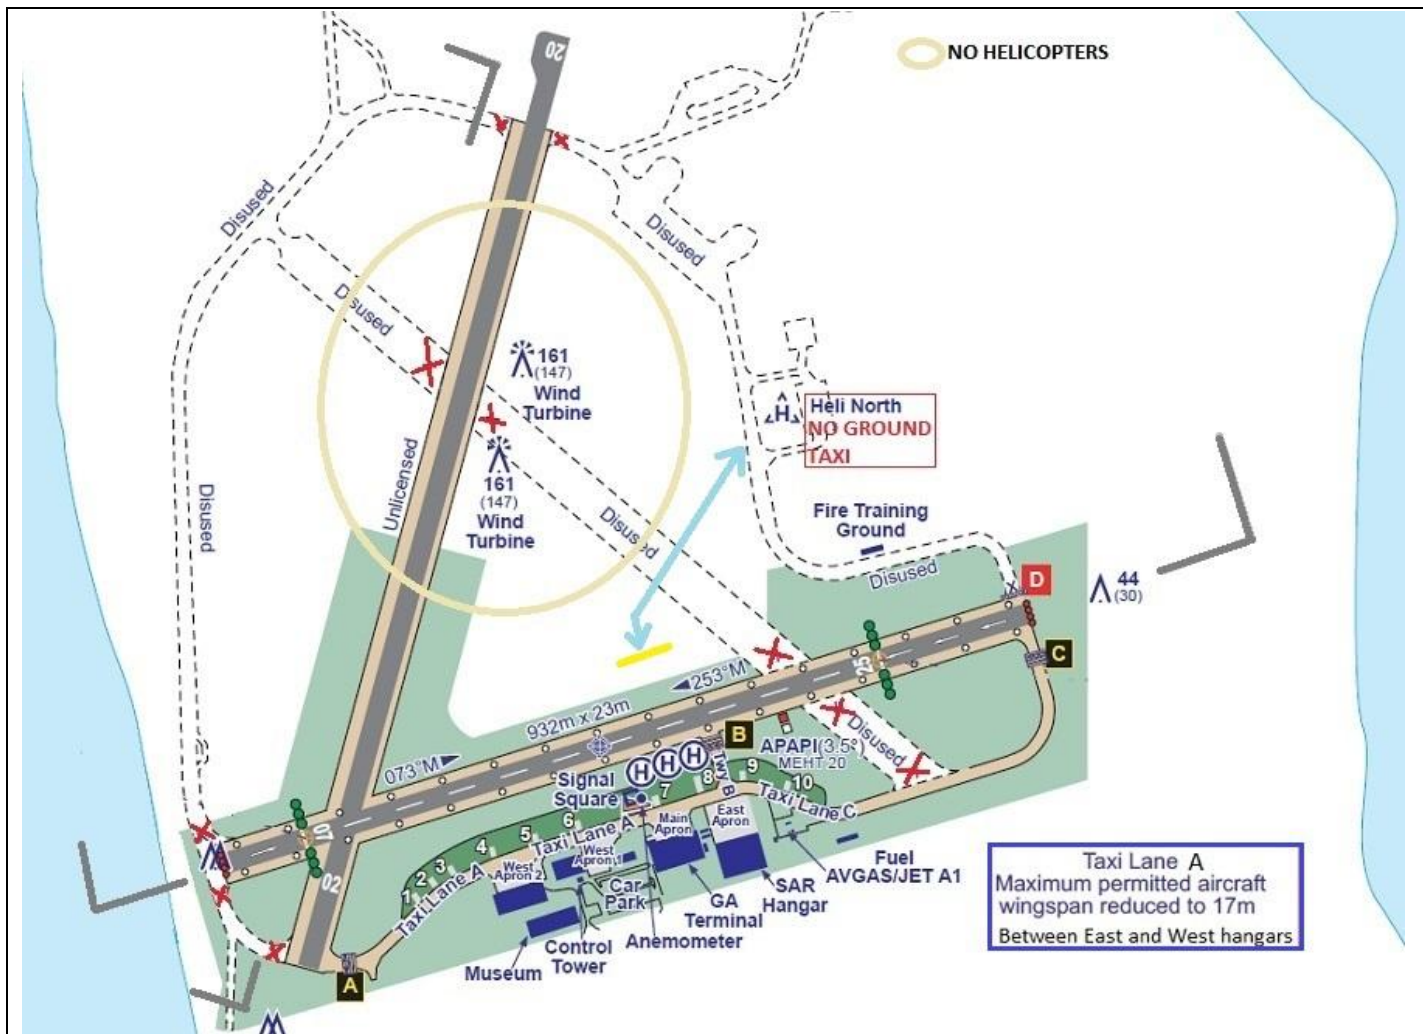 20
NO HELICOPTERS
Disused
Disused
Disused
161
(147)
Wind
Turbine
161
(147)
Wind
Turbine
Unlicensed
Disused
Disused
H
Heli North
NO GROUND
TAXI
Fire Training
Ground
Disused
D
44
(30)
C
25
253°M
932m x 23m
073°M
B
APAPI(3.5°)
MEHT 20
Disused
H
H
H
Twy B
Signal
Square
07
02
1
2
3
4
5
6
7
8
9
10
Taxi Lane A
Taxi Lane A
Taxi Lane C
Main
Apron
East
Apron
West
Apron 1
West
Apron 2
Car
Park
Fuel
AVGAS/JET A1
SAR
Hangar
GA
Terminal
Anemometer
Control
Tower
Museum
A
Taxi Lane A
Maximum permitted aircraft
wingspan reduced to 17m
Between East and West hangars